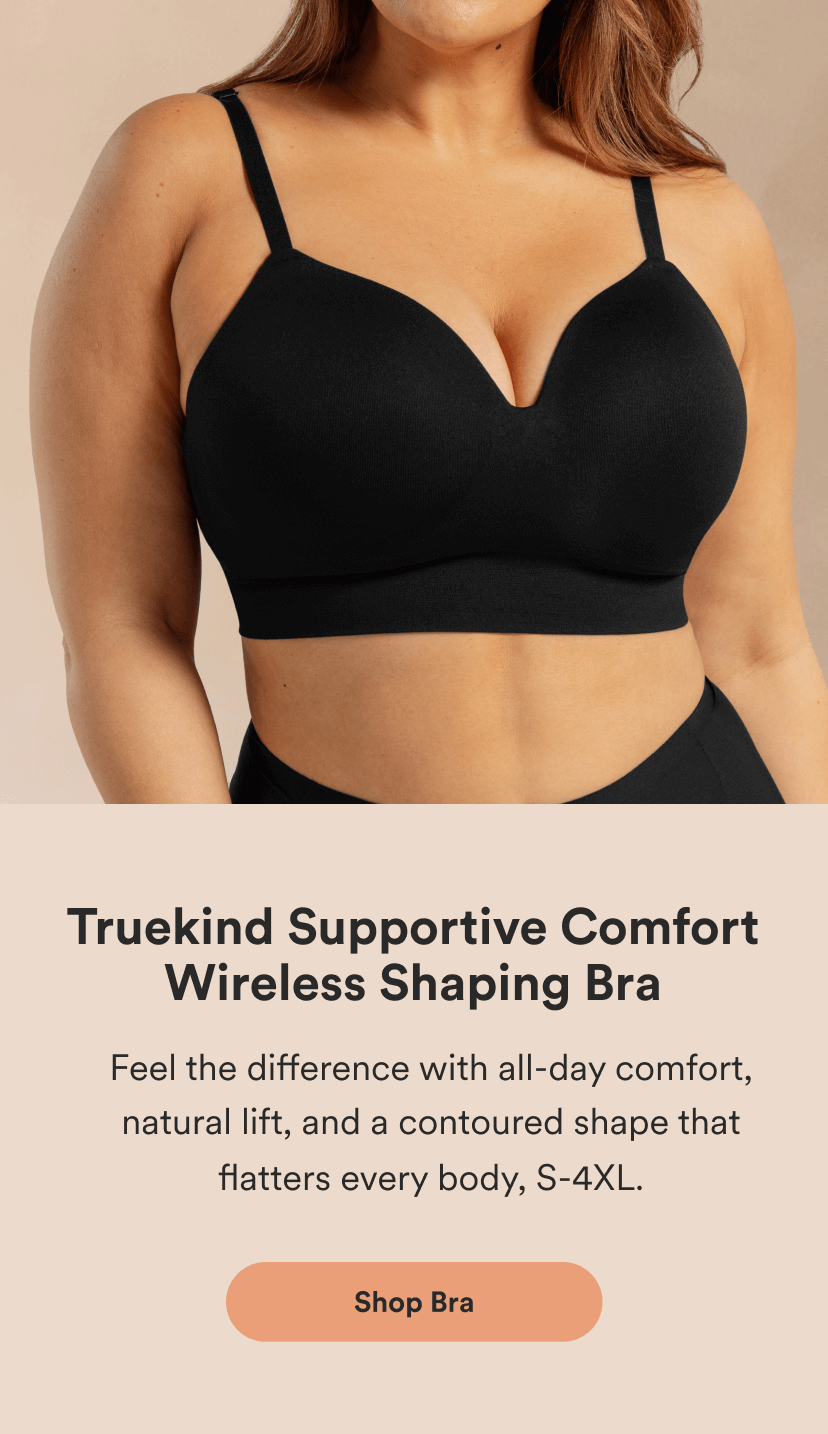 Truekind Supportive Comfort
Wireless Shaping Bra
Feel the difference with all-day comfort,
natural lift, and a contoured shape that
flatters every body, S-4XL.
Shop Bra